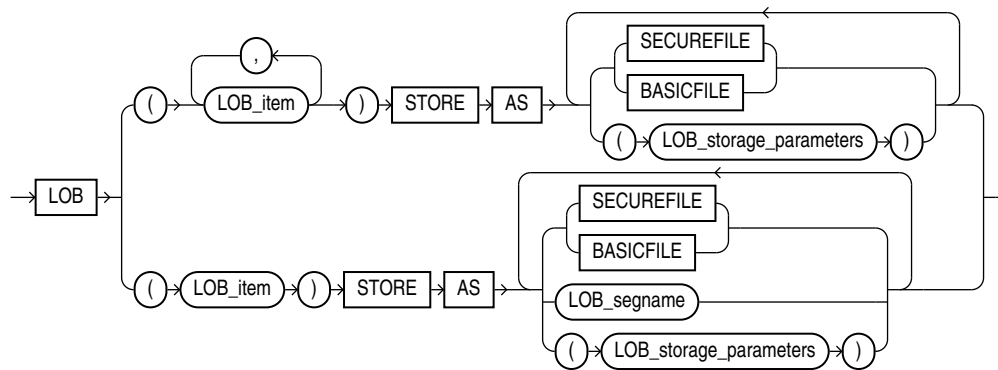 ,
SECUREFILE
BASICFILE
( LOB_item ) STORE AS
( LOB_storage_parameters )
LOB
SECUREFILE
BASICFILE
( LOB_item ) STORE AS
LOB_segname
( LOB_storage_parameters )